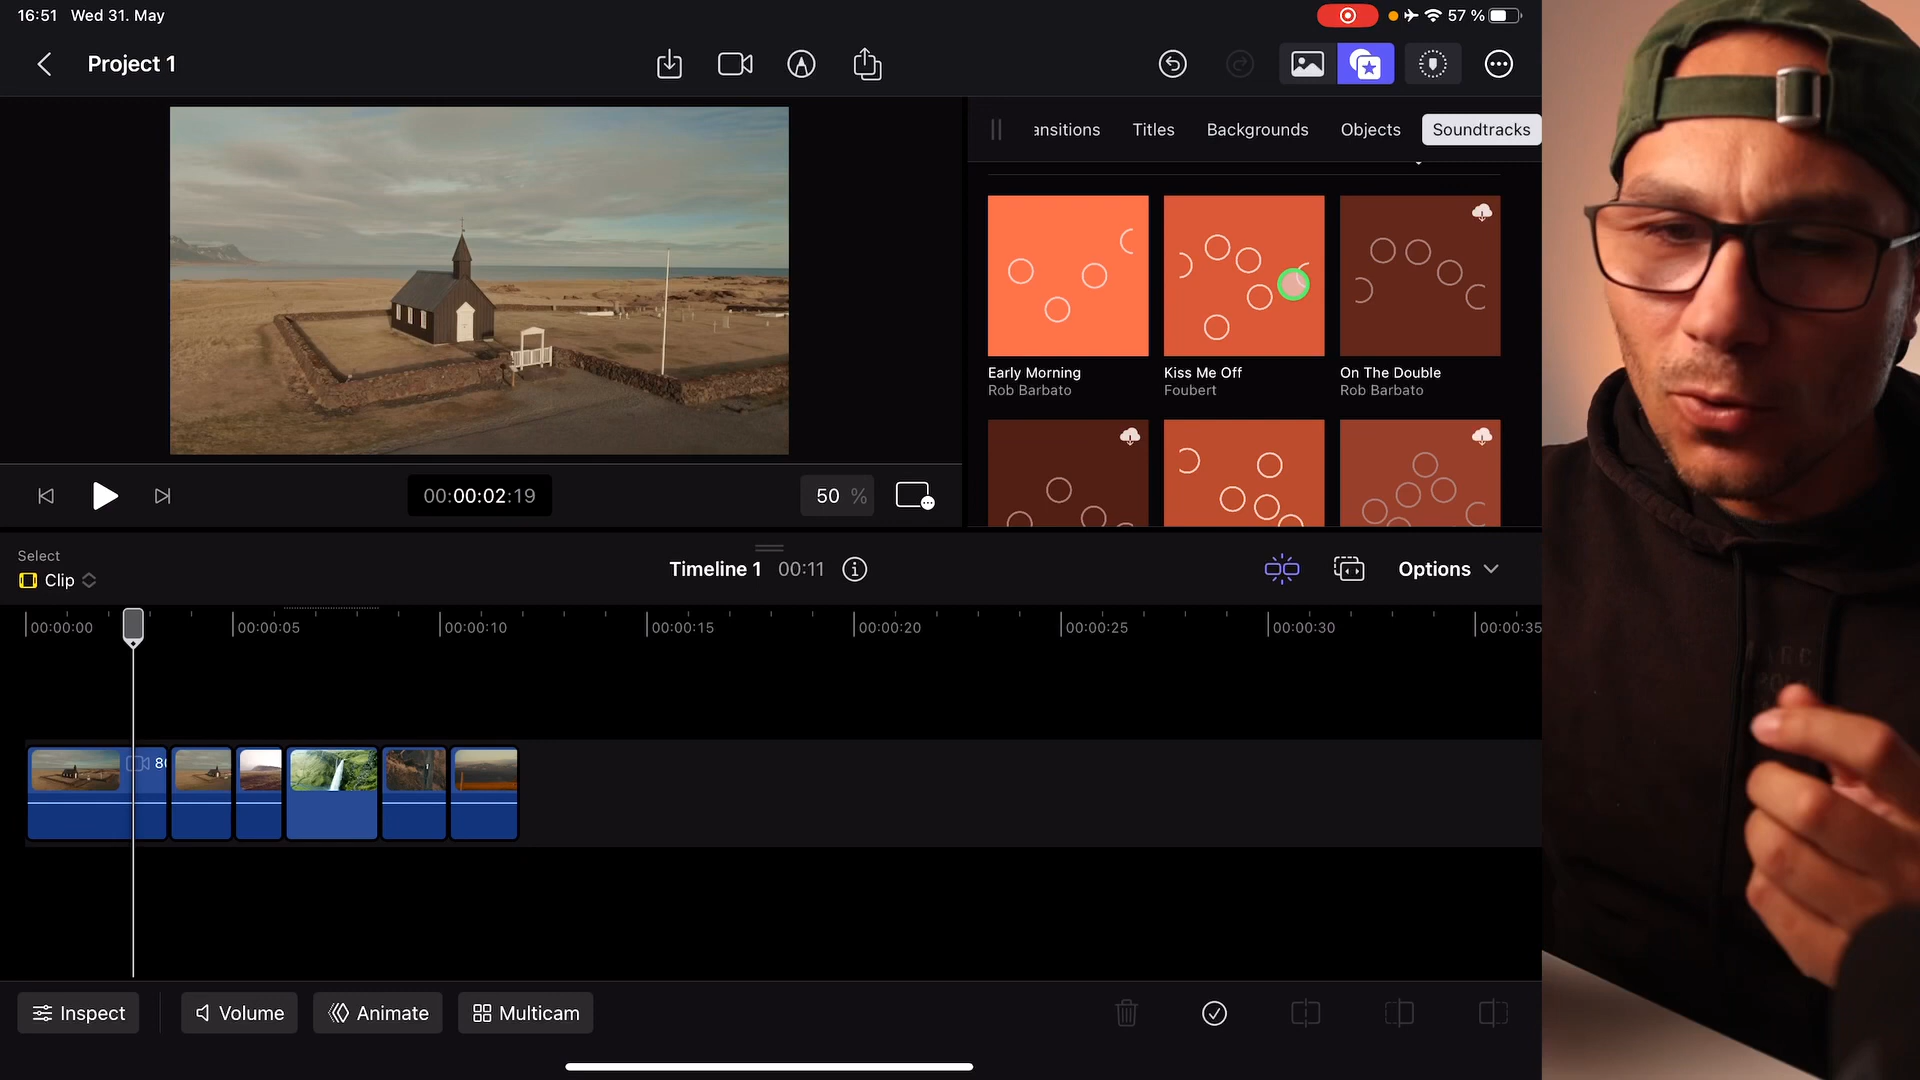 16:51 Wed 31. May
57 %
Project 1
ansitions Titles Backgrounds Objects Soundtracks
Early Morning
Rob Barbato
Kiss Me Off
Foubert
On The Double
Rob Barbato
00:00:02:19
50 %
Select
Clip
Timeline 1 00:11
Options
00:00:00 00:00:05 00:00:10 00:00:15 00:00:20 00:00:25 00:00:30 00:00:35
80
Inspect Volume Animate Multicam